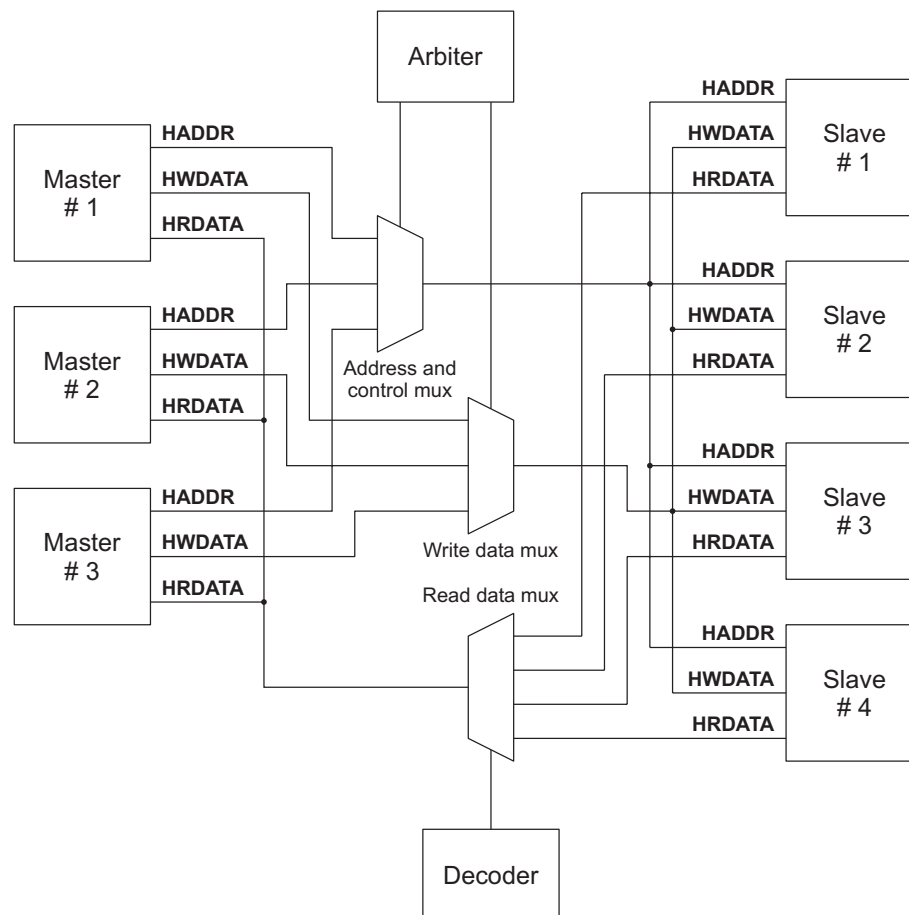 Arbiter
HADDR
HWDATA
HRDATA
Master
# 1
HADDR
HWDATA
HRDATA
Master
# 2
HADDR
HWDATA
HRDATA
Master
# 3
Address and
control mux
Write data mux
Read data mux
HADDR
HWDATA
HRDATA
Slave
# 1
HADDR
HWDATA
HRDATA
Slave
# 2
HADDR
HWDATA
HRDATA
Slave
# 3
HADDR
HWDATA
HRDATA
Slave
# 4
Decoder